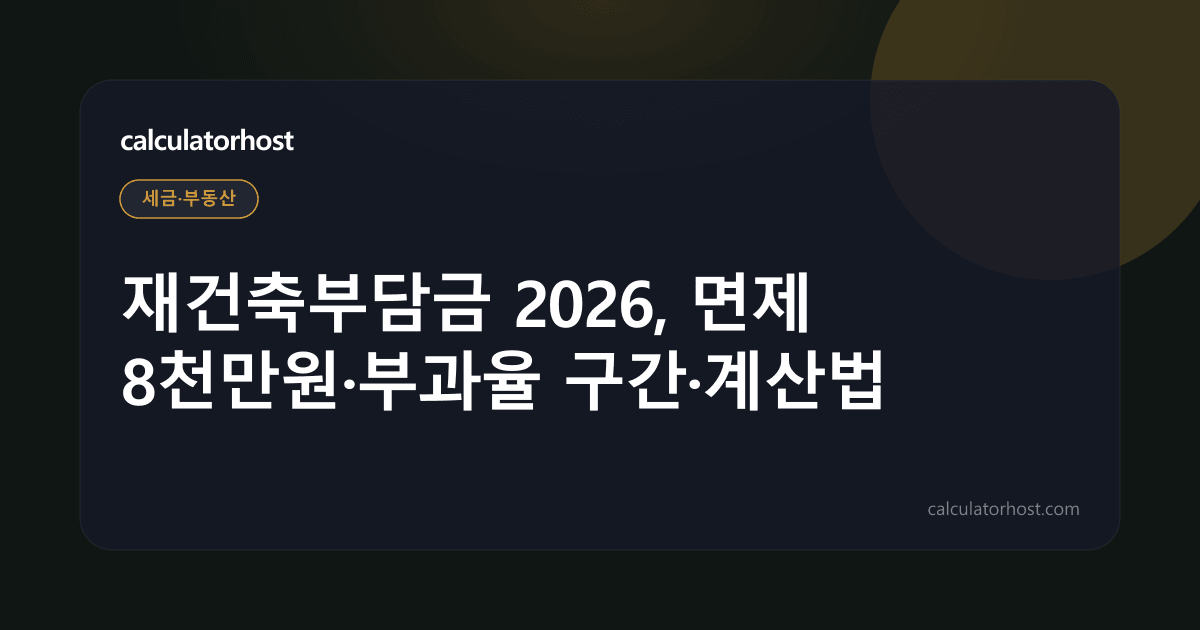 calculatorhost
세금·부동산
재건축부담금 2026, 면제
8천만원·부과율 구간·계산법
calculatorhost.com